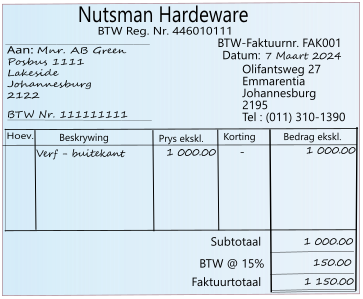 Nutsman Hardeware
BTW Reg. Nr. 446010111
BTW-Faktuurnr. FAK001
Datum: 7 Maart 2024
Aan: Mnr. AB Green
Posbus 1111
Lakeside
Johannesburg
2122
BTW Nr. 111111111
Olifantsweg 27
Emmarentia
Johannesburg
2195
Tel : (011) 310-1390
Hoev. Beskrywing Prys ekskl. Korting Bedrag ekskl.
Verf - buitekant 1 000.00 - 1 000.00
Subtotaal 1 000.00
BTW @ 15% 150.00
Faktuurtotaal 1 150.00